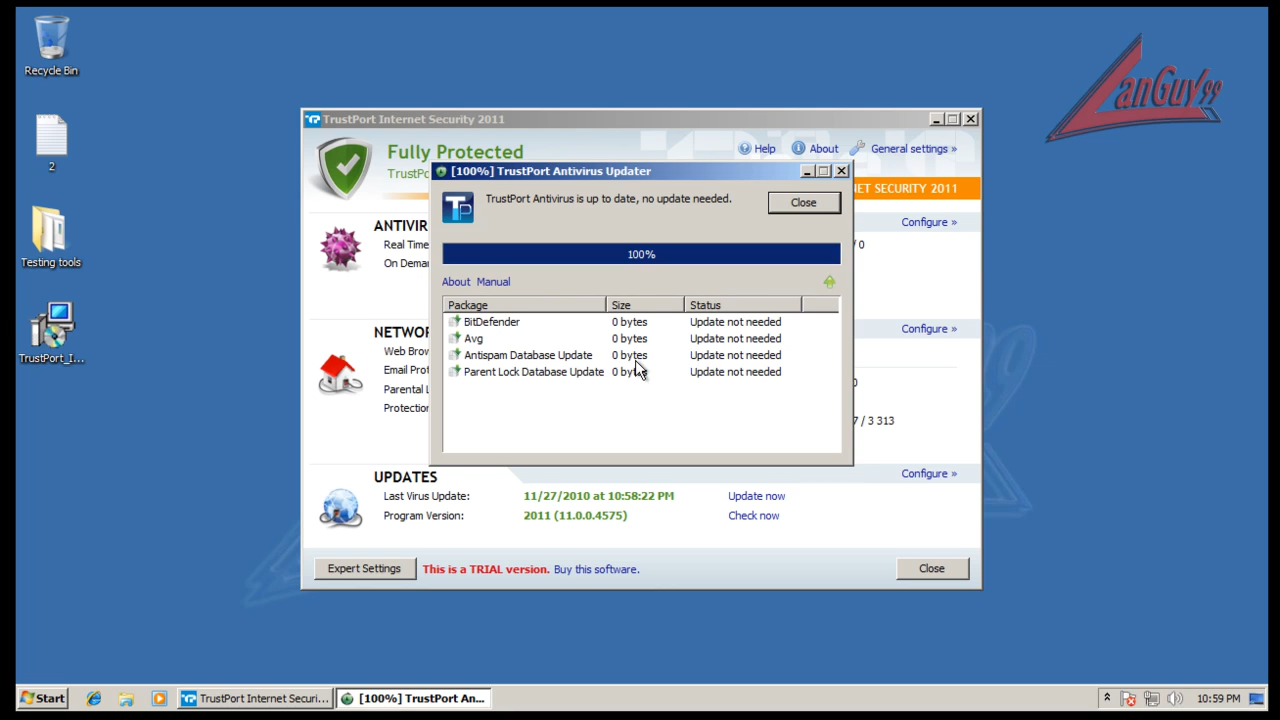 Recycle Bin
2
Testing tools
TrustPort_I...
LanGuy99
TrustPort Internet Security 2011
Fully Protected
Help
About
General settings »
NET SECURITY 2011
[100%] TrustPort Antivirus Updater
TrustPort Antivirus is up to date, no update needed.
Close
100%
About Manual
Package Size Status
BitDefender 0 bytes Update not needed
Avg 0 bytes Update not needed
Antispam Database Update 0 bytes Update not needed
Parent Lock Database Update 0 bytes Update not needed
ANTIVIR
Configure »
Real Time
/ 0
On Demand
NETWOR
Configure »
Web Brow
Email Prot
Parental L
Protection
7 / 3 313
UPDATES
Configure »
Last Virus Update: 11/27/2010 at 10:58:22 PM Update now
Program Version: 2011 (11.0.0.4575) Check now
Expert Settings
This is a TRIAL version. Buy this software.
Close
Start
TrustPort Internet Securi...
[100%] TrustPort An...
10:59 PM